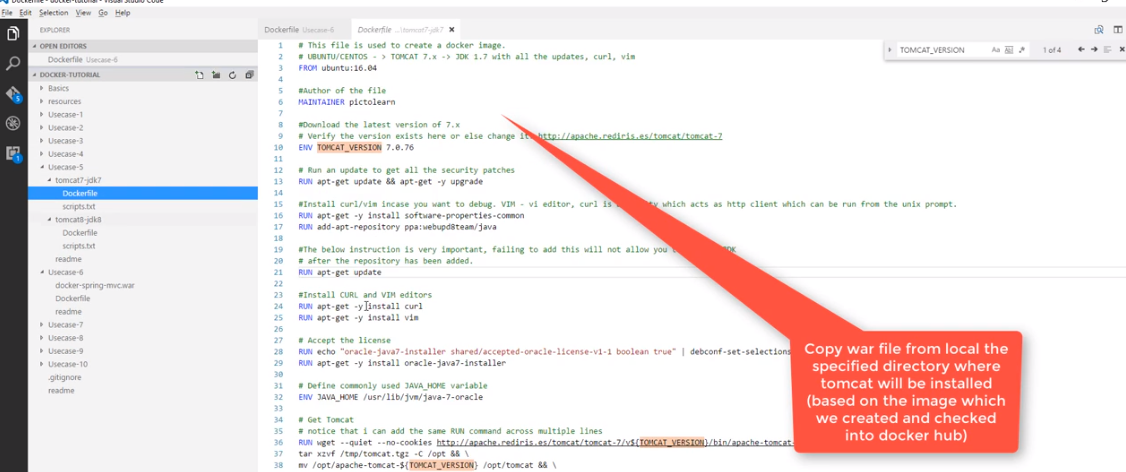 Dockerfile - docker-tutorial - Visual Studio Code
File Edit Selection View Go Help
EXPLORER
OPEN EDITORS
Dockerfile Usecase-6
DOCKER-TUTORIAL
Basics
resources
Usecase-1
Usecase-2
Usecase-3
Usecase-4
Usecase-5
tomcat7-jdk7
Dockerfile
scripts.txt
tomcat8-jdk8
Dockerfile
scripts.txt
readme
Usecase-6
docker-spring-mvc.war
Dockerfile
readme
Usecase-7
Usecase-8
Usecase-9
Usecase-10
.gitignore
readme
5
1
Dockerfile Usecase-6 Dockerfile ...\tomcat7-jdk7
TOMCAT_VERSION Aa Abl .* 1 of 4
1 # This file is used to create a docker image.
2 # UBUNTU/CENTOS - > TOMCAT 7.x -> JDK 1.7 with all the updates, curl, vim
3 FROM ubuntu:16.04
4
5 #Author of the file
6 MAINTAINER pictolearn
7
8 #Download the latest version of 7.x
9 # Verify the version exists here or else change it http://apache.rediris.es/tomcat/tomcat-7
10 ENV TOMCAT_VERSION 7.0.76
11
12 # Run an update to get all the security patches
13 RUN apt-get update && apt-get -y upgrade
14
15 #Install curl/vim incase you want to debug. VIM - vi editor, curl is ty which acts as http client which can be run from the unix prompt.
16 RUN apt-get -y install software-properties-common
17 RUN add-apt-repository ppa:webupd8team/java
18
19 #The below instruction is very important, failing to add this will not allow you DK
20 # after the repository has been added.
21 RUN apt-get update
22
23 #Install CURL and VIM editors
24 RUN apt-get -y install curl
25 RUN apt-get -y install vim
26
27 # Accept the license
28 RUN echo "oracle-java7-installer shared/accepted-oracle-license-v1-1 boolean true" | debconf-set-selections
29 RUN apt-get -y install oracle-java7-installer
30
31 # Define commonly used JAVA_HOME variable
32 ENV JAVA_HOME /usr/lib/jvm/java-7-oracle
33
34 # Get Tomcat
35 # notice that i can add the same RUN command across multiple lines
36 RUN wget --quiet --no-cookies http://apache.rediris.es/tomcat/tomcat-7/v${TOMCAT_VERSION}/bin/apache-tomcat-
37 tar xzvf /tmp/tomcat.tgz -C /opt && \
38 mv /opt/apache-tomcat-${TOMCAT_VERSION} /opt/tomcat && \
Copy war file from local the
specified directory where
tomcat will be installed
(based on the image which
we created and checked
into docker hub)